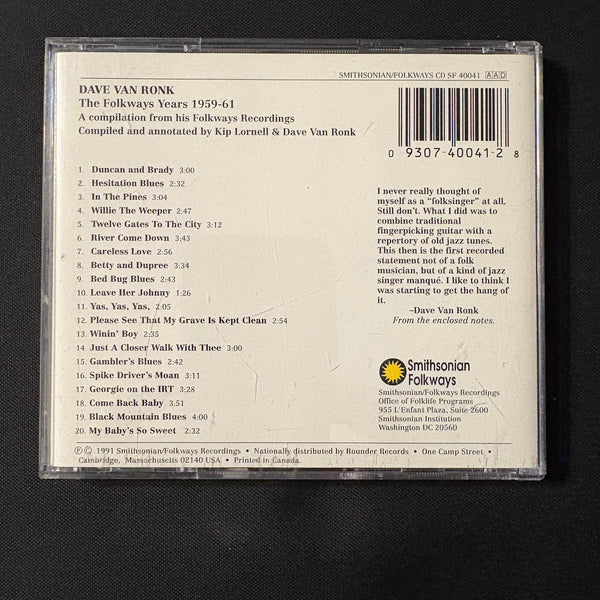 SMITHSONIAN/FOLKWAYS CD SF 40041 AAD
DAVE VAN RONK
The Folkways Years 1959-61
A compilation from his Folkways Recordings
Compiled and annotated by Kip Lornell & Dave Van Ronk
0 9307-40041-2 8
1. Duncan and Brady 3:00
2. Hesitation Blues 2:32
3. In The Pines 3:04
4. Willie The Weeper 2:47
5. Twelve Gates To The City 3:12
6. River Come Down 3:43
7. Careless Love 2:56
8. Betty and Dupree 3:34
9. Bed Bug Blues 2:43
10. Leave Her Johnny 1:26
11. Yas, Yas, Yas, 2:05
12. Please See That My Grave Is Kept Clean 2:54
13. Winin' Boy 2:35
14. Just A Closer Walk With Thee 3:00
15. Gambler's Blues 2:42
16. Spike Driver's Moan 3:11
17. Georgie on the IRT 3:28
18. Come Back Baby 3:51
19. Black Mountain Blues 4:00
20. My Baby's So Sweet 2:32
I never really thought of
myself as a "folksinger" at all.
Still don't. What I did was to
combine traditional
fingerpicking guitar with a
repertory of old jazz tunes.
This then is the first recorded
statement not of a folk
musician, but of a kind of jazz
singer manqué. I like to think I
was starting to get the hang of
it.
–Dave Van Ronk
From the enclosed notes.
Smithsonian
Folkways
Smithsonian/Folkways Recordings
Office of Folklife Programs
955 L'Enfant Plaza, Suite 2600
Smithsonian Institution
Washington DC 20560
℗ © 1991 Smithsonian/Folkways Recordings • Nationally distributed by Rounder Records • One Camp Street •
Cambridge, Massachusetts 02140 USA • Printed in Canada.